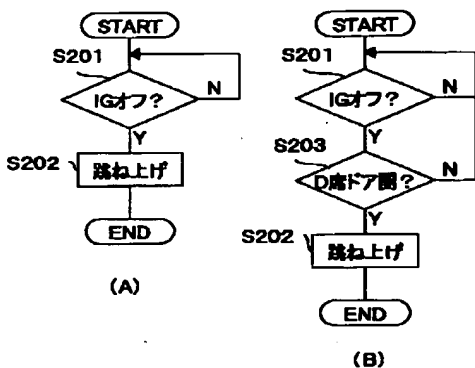 START
S201
IGオフ?
N
Y
S202
跳ね上げ
END
(A)
START
S201
IGオフ?
N
Y
S203
D席ドア開?
N
Y
S202
跳ね上げ
END
(B)